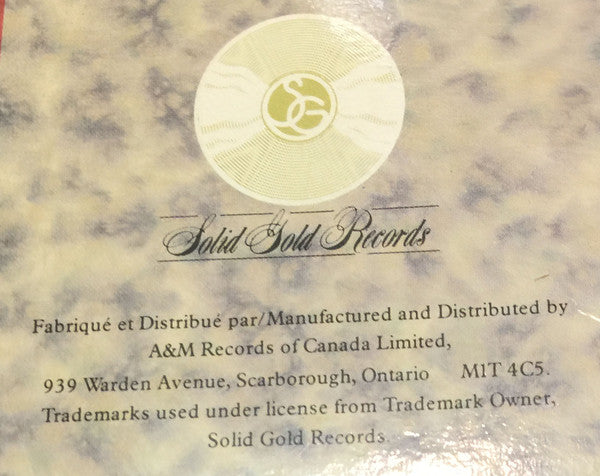 SG
Solid Gold Records
Fabriqué et Distribué par/Manufactured and Distributed by
A&M Records of Canada Limited,
939 Warden Avenue, Scarborough, Ontario M1T 4C5.
Trademarks used under license from Trademark Owner,
Solid Gold Records.